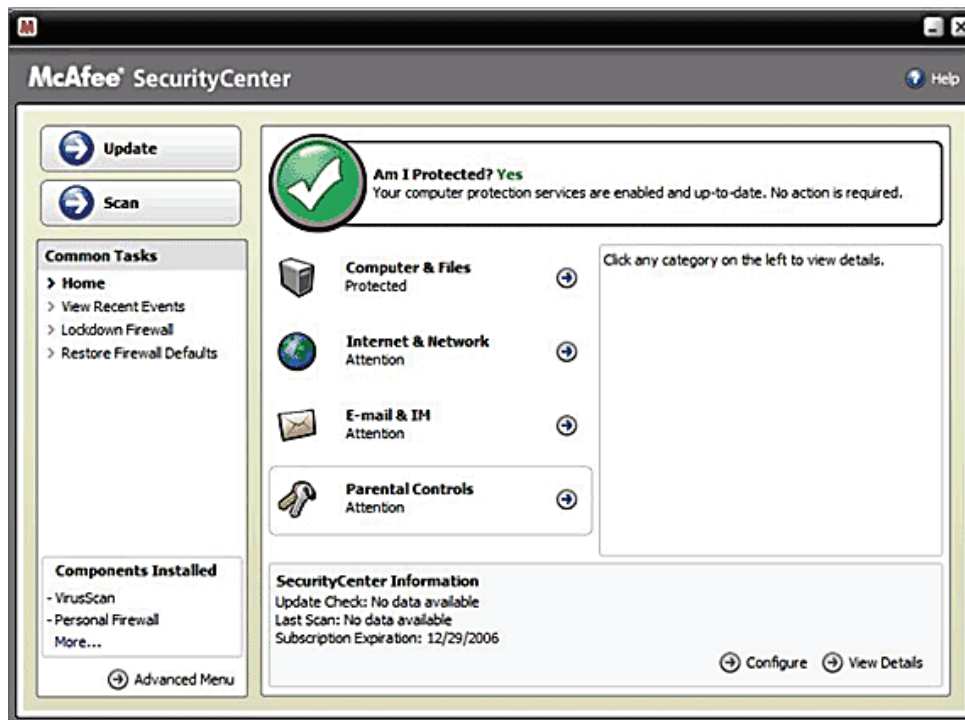 McAfee® SecurityCenter
Help
Update
Scan
Common Tasks
> Home
> View Recent Events
> Lockdown Firewall
> Restore Firewall Defaults
Components Installed
- VirusScan
- Personal Firewall
More...
Advanced Menu
Am I Protected? Yes
Your computer protection services are enabled and up-to-date. No action is required.
Computer & Files
Protected
Internet & Network
Attention
E-mail & IM
Attention
Parental Controls
Attention
Click any category on the left to view details.
SecurityCenter Information
Update Check: No data available
Last Scan: No data available
Subscription Expiration: 12/29/2006
Configure
View Details